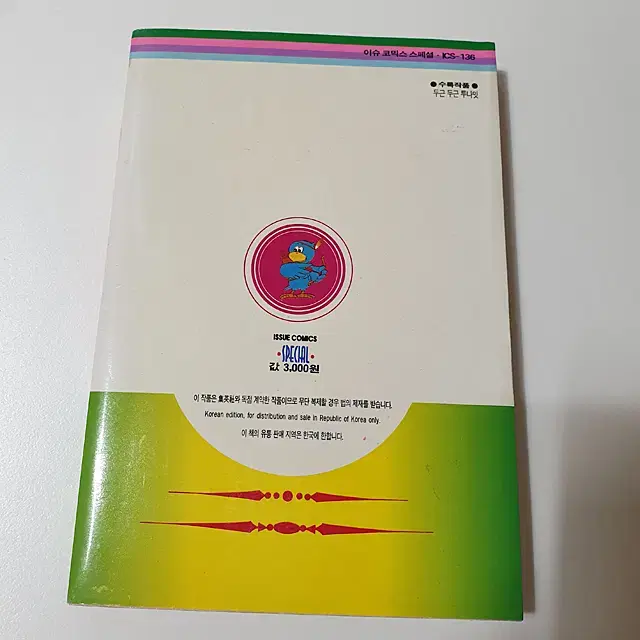 이슈 코믹스 스페셜 · ICS-136
● 수록작품 ●
두근 두근 투나잇
ISSUE COMICS
·SPECIAL·
값 3,000원
이 작품은 集英社와 독점 계약한 작품이므로 무단 복제할 경우 법의 제재를 받습니다.
Korean edition, for distribution and sale in Republic of Korea only.
이 책의 유통 판매 지역은 한국에 한합니다.